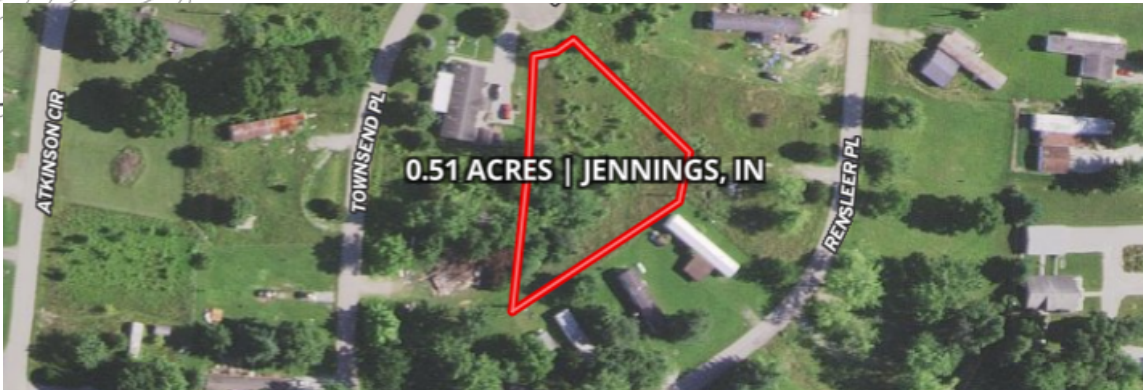 ATKINSON CIR
TOWNSEND PL
0.51 ACRES | JENNINGS, IN
RENSLEER PL